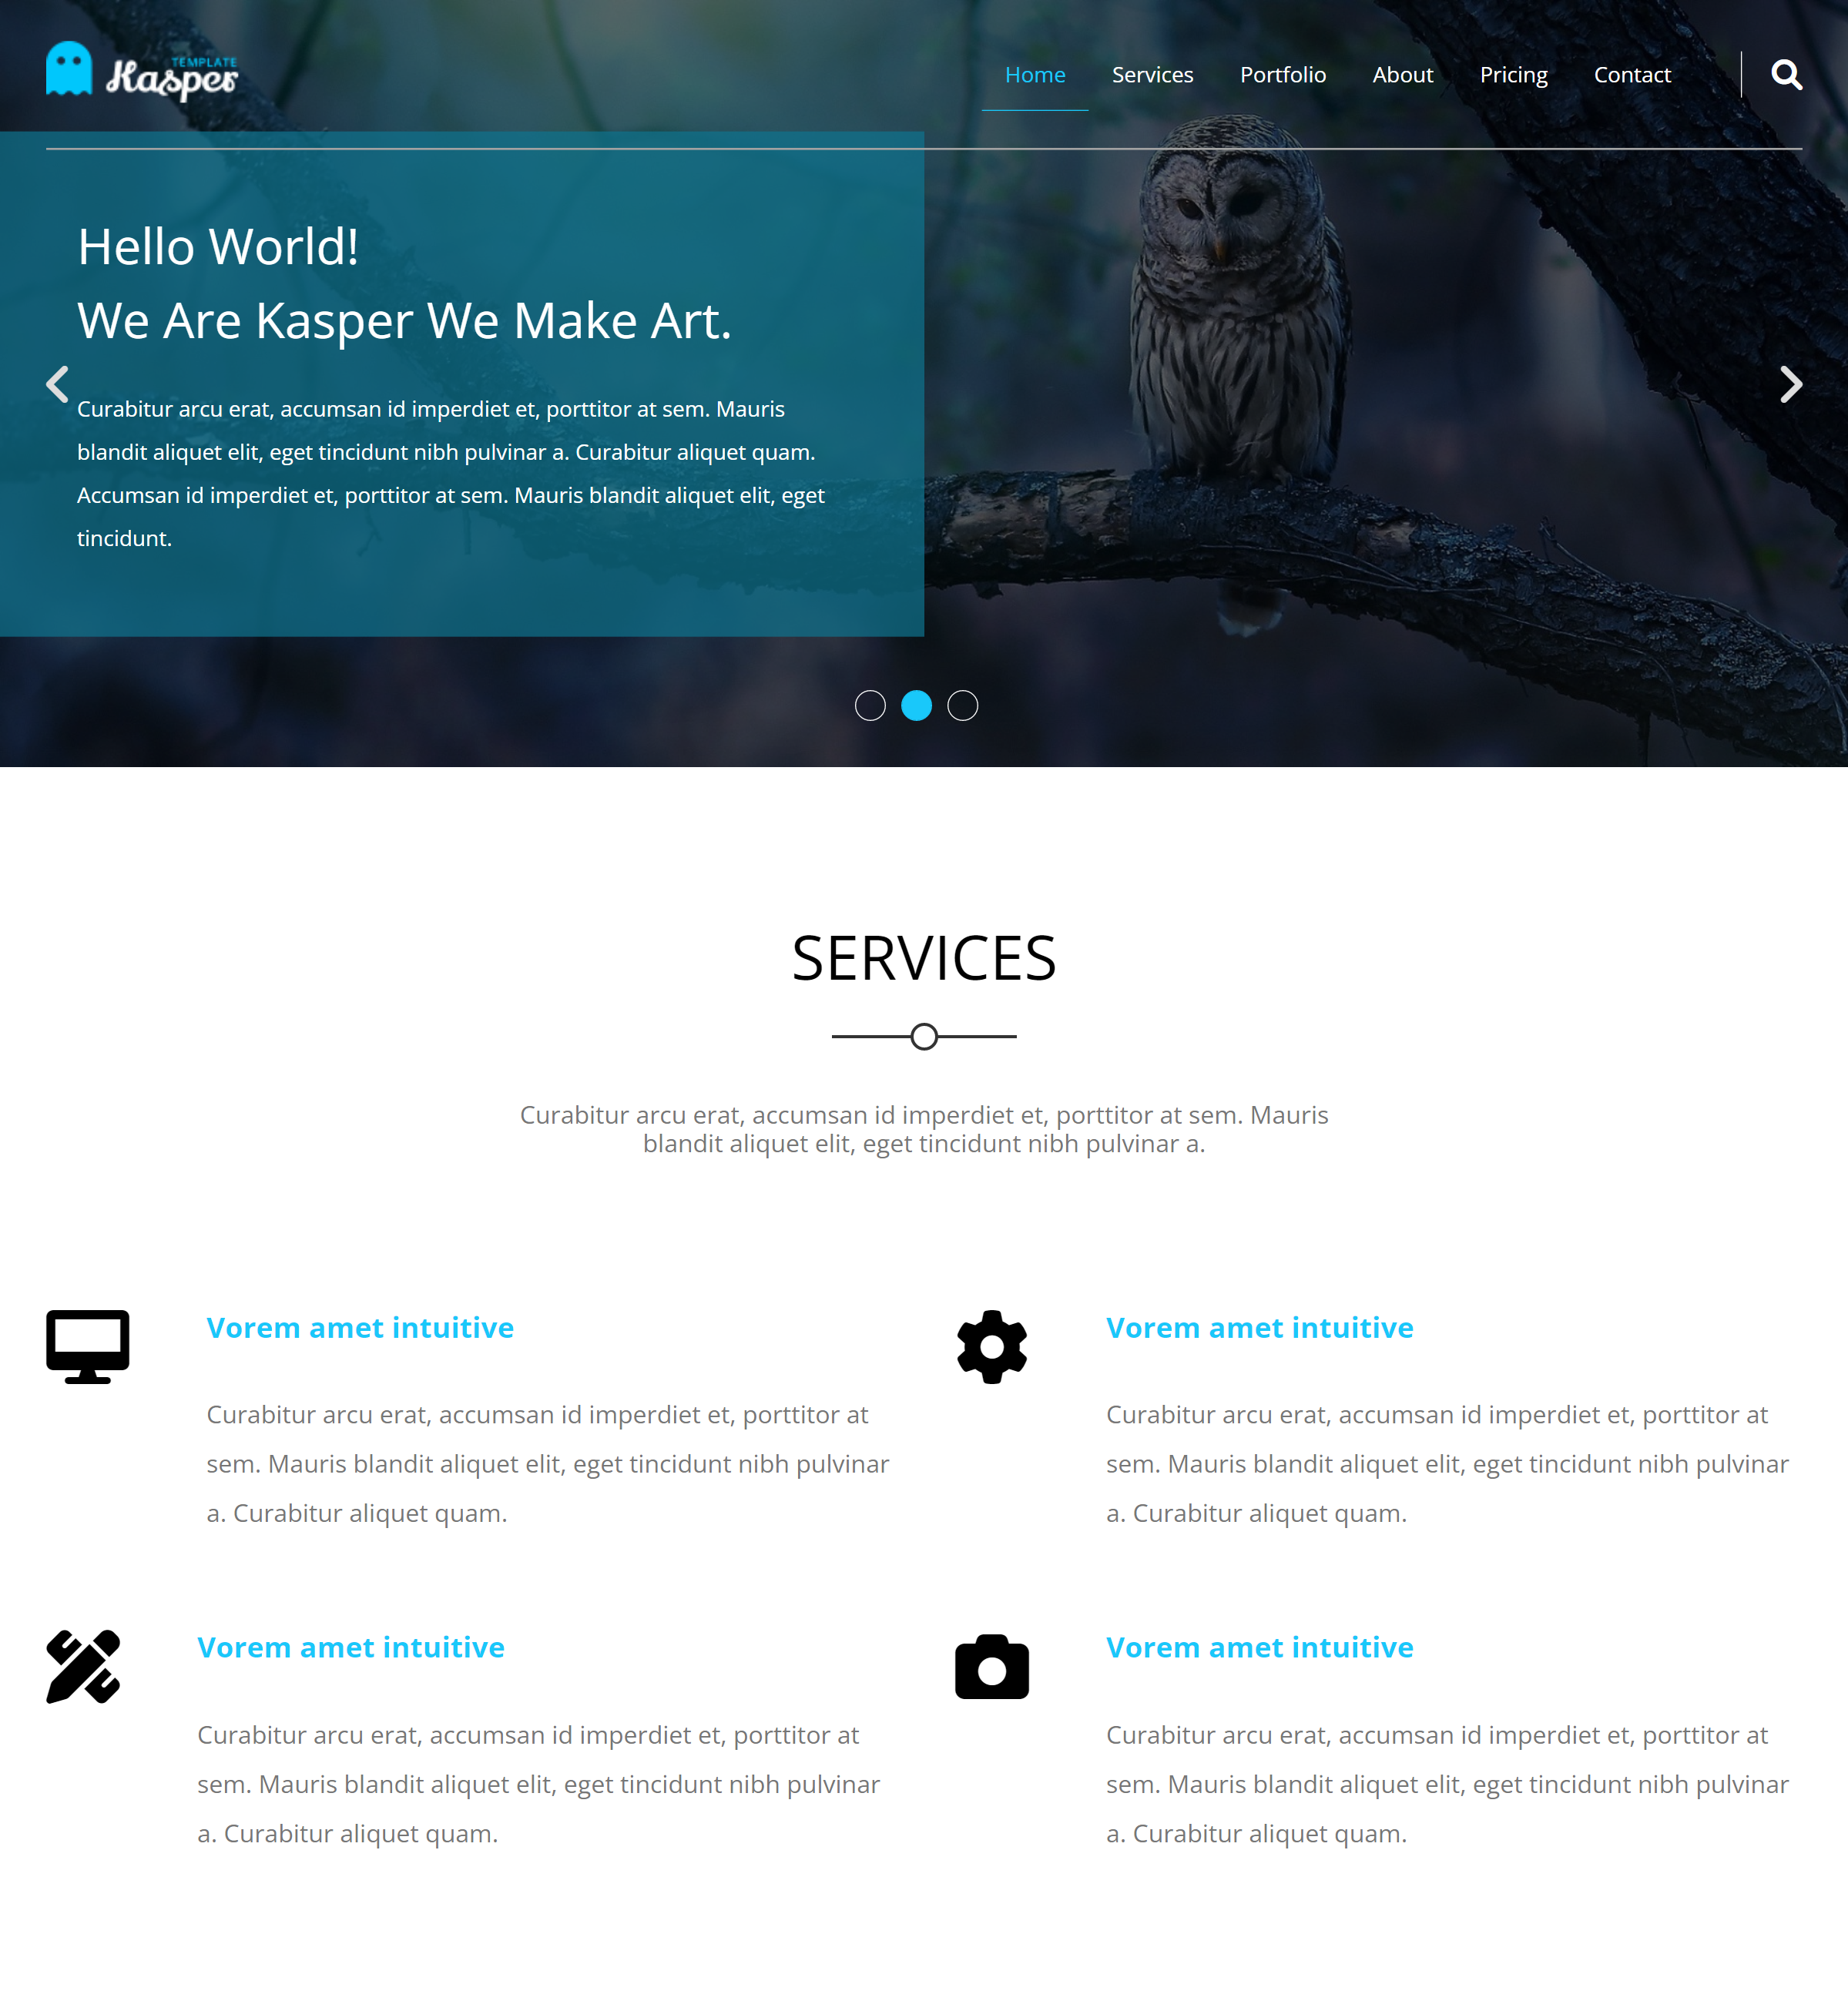 TEMPLATE
Kasper
Home Services Portfolio About Pricing Contact
Hello World!
We Are Kasper We Make Art.
Curabitur arcu erat, accumsan id imperdiet et, porttitor at sem. Mauris
blandit aliquet elit, eget tincidunt nibh pulvinar a. Curabitur aliquet quam.
Accumsan id imperdiet et, porttitor at sem. Mauris blandit aliquet elit, eget
tincidunt.
SERVICES
Curabitur arcu erat, accumsan id imperdiet et, porttitor at sem. Mauris
blandit aliquet elit, eget tincidunt nibh pulvinar a.
Vorem amet intuitive
Curabitur arcu erat, accumsan id imperdiet et, porttitor at
sem. Mauris blandit aliquet elit, eget tincidunt nibh pulvinar
a. Curabitur aliquet quam.
Vorem amet intuitive
Curabitur arcu erat, accumsan id imperdiet et, porttitor at
sem. Mauris blandit aliquet elit, eget tincidunt nibh pulvinar
a. Curabitur aliquet quam.
Vorem amet intuitive
Curabitur arcu erat, accumsan id imperdiet et, porttitor at
sem. Mauris blandit aliquet elit, eget tincidunt nibh pulvinar
a. Curabitur aliquet quam.
Vorem amet intuitive
Curabitur arcu erat, accumsan id imperdiet et, porttitor at
sem. Mauris blandit aliquet elit, eget tincidunt nibh pulvinar
a. Curabitur aliquet quam.